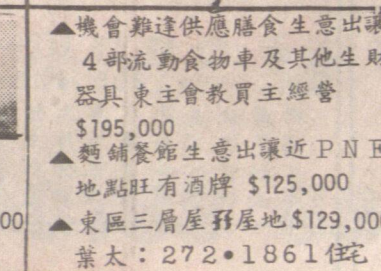 ▲機會難逢供應膳食生意出讓
4部流動食物車及其他生財
器具東主會教買主經營
$195,000
▲麵舖餐館生意出讓近PNE
地點旺有酒牌 $125,000
00 ▲東區三層屋孖屋地$129,000
葉太：272•1861住宅